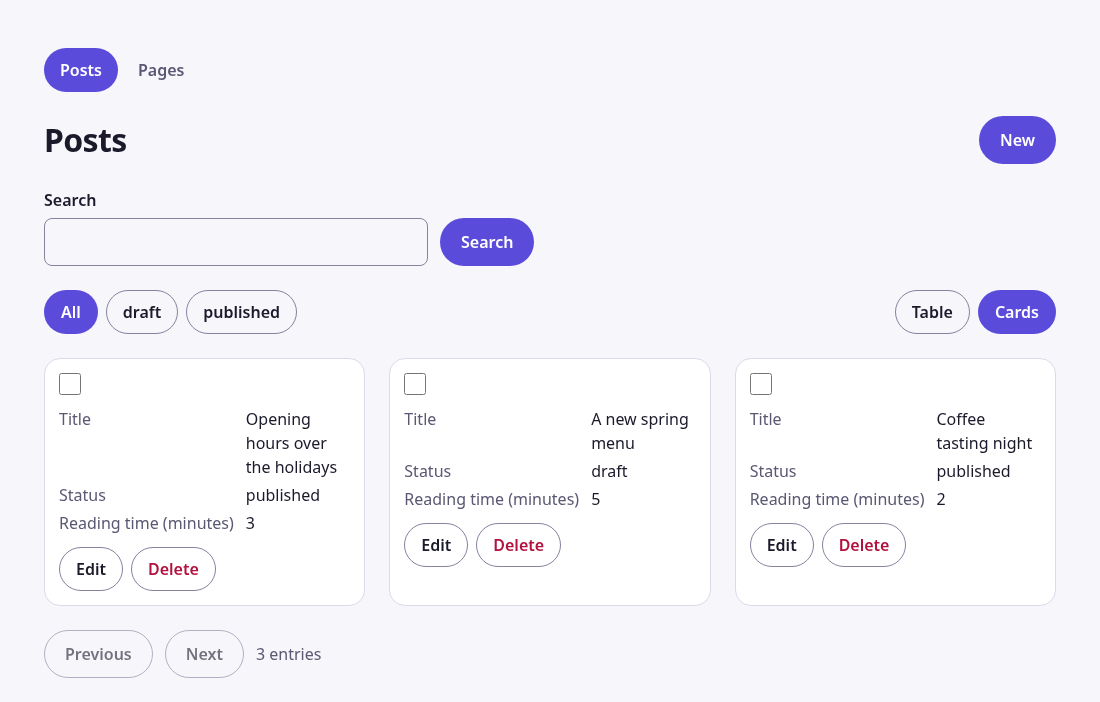 Posts Pages
Posts New
Search
Search
All draft published Table Cards
Title Opening
hours over
the holidays
Status published
Reading time (minutes) 3
Edit Delete
Title A new spring
menu
Status draft
Reading time (minutes) 5
Edit Delete
Title Coffee
tasting night
Status published
Reading time (minutes) 2
Edit Delete
Previous Next 3 entries